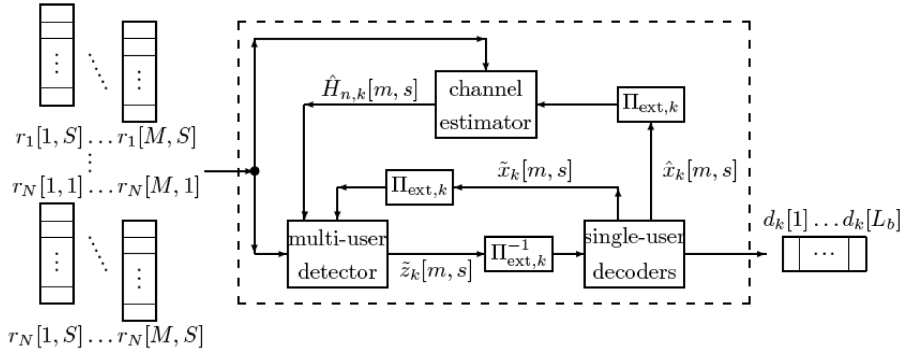 r_1[1, S] … r_1[M, S]
r_N[1, 1] … r_N[M, 1]
r_N[1, S] … r_N[M, S]
Ĥ_{n,k}[m, s]
channel
estimator
Π_{ext,k}
x̃_k[m, s]
x̂_k[m, s]
Π_{ext,k}
multi-user
detector
z̃_k[m, s]
Π_{ext,k}^{-1}
single-user
decoders
d_k[1] … d_k[L_b]